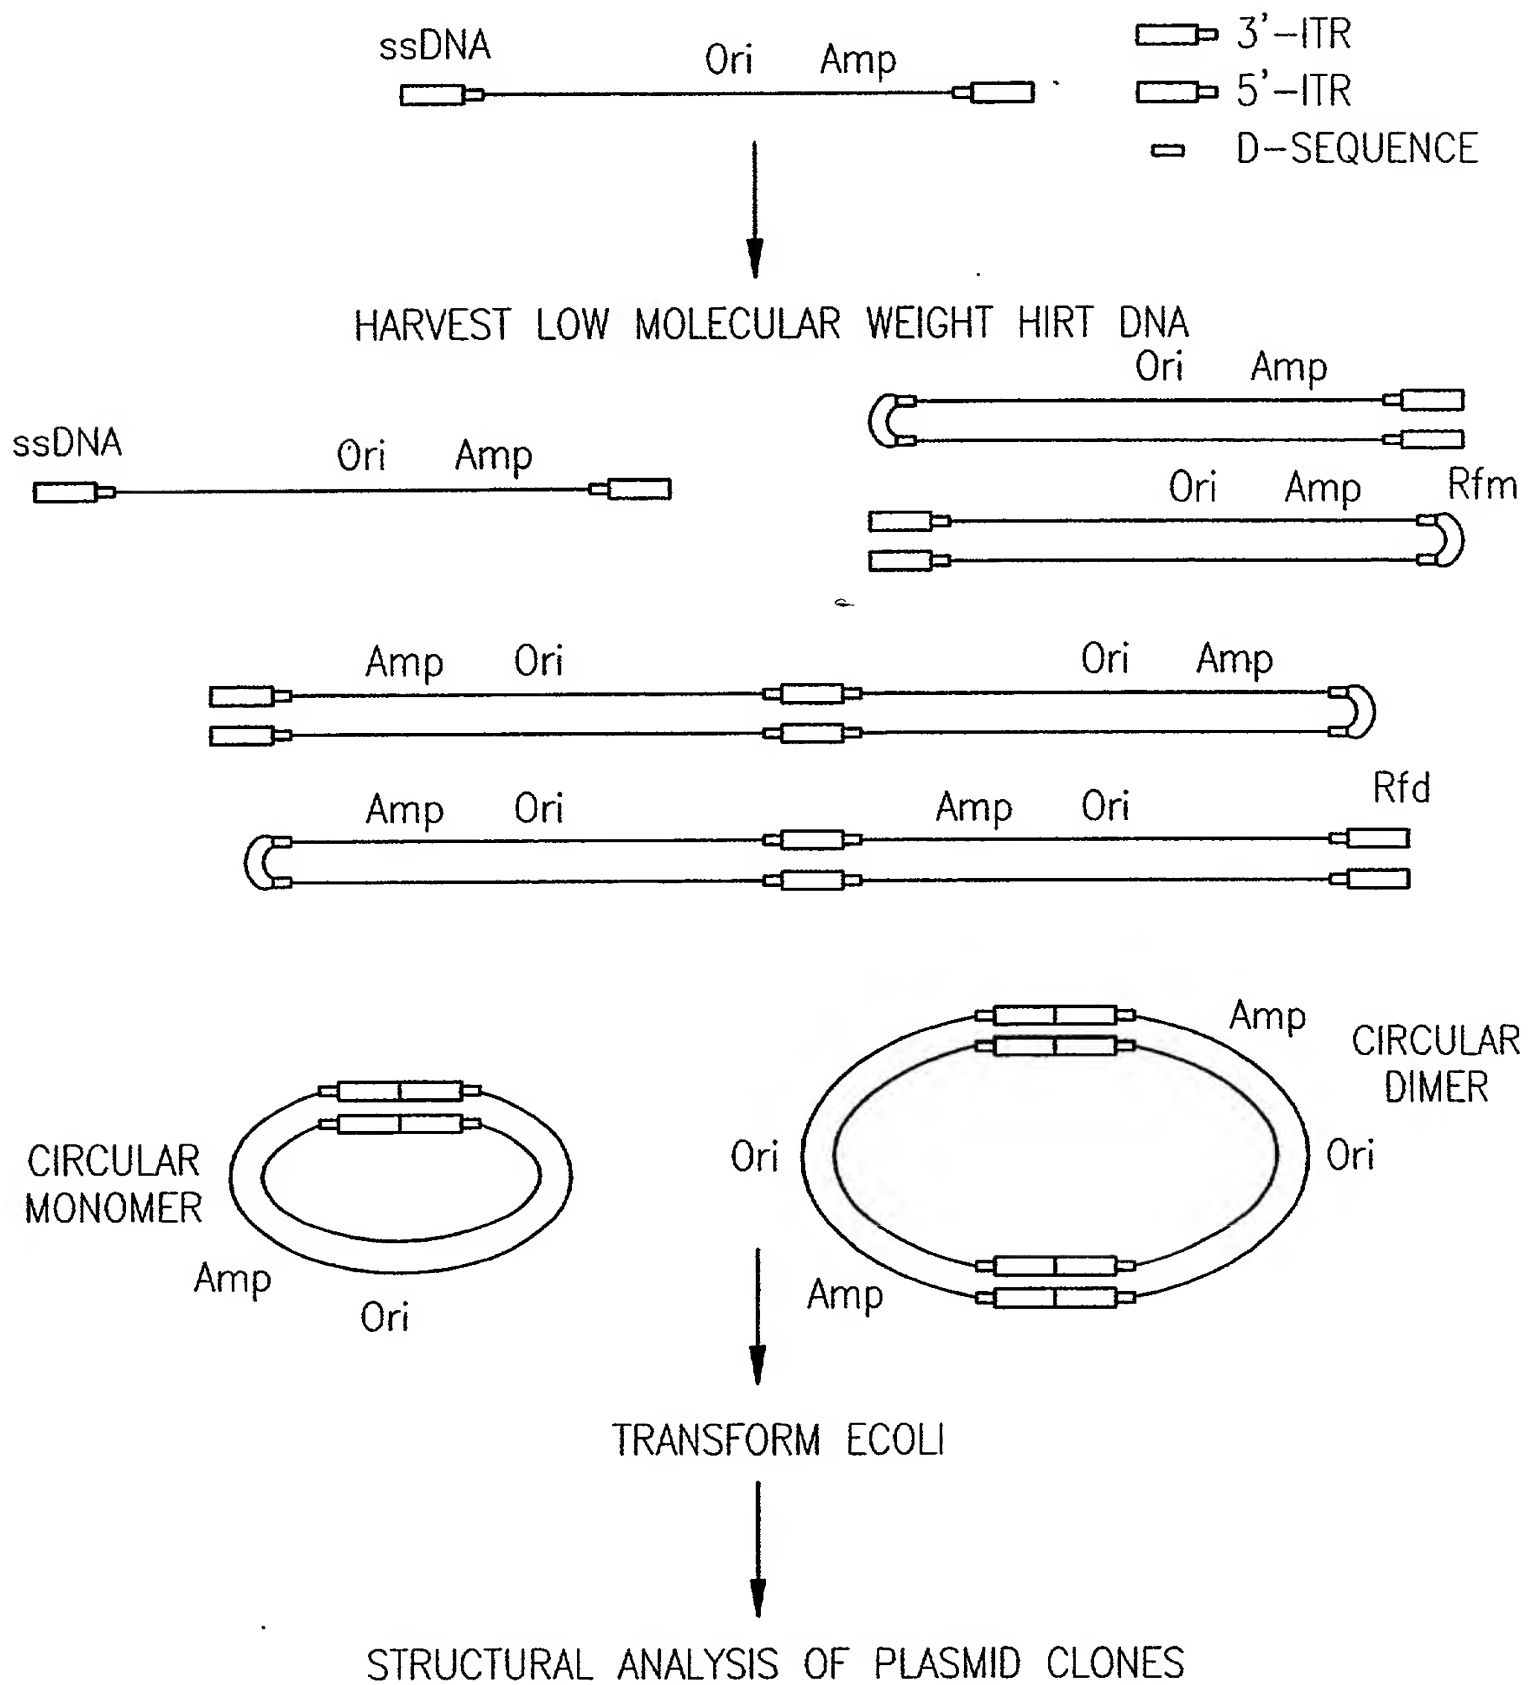 ssDNA
Ori Amp
3'-ITR
5'-ITR
D-SEQUENCE
HARVEST LOW MOLECULAR WEIGHT HIRT DNA
Ori Amp
ssDNA
Ori Amp
Ori Amp Rfm
Amp Ori Ori Amp
Rfd
Amp Ori Amp Ori
Amp
CIRCULAR
DIMER
CIRCULAR
MONOMER
Ori Ori
Amp
Ori
Amp
TRANSFORM ECOLI
STRUCTURAL ANALYSIS OF PLASMID CLONES